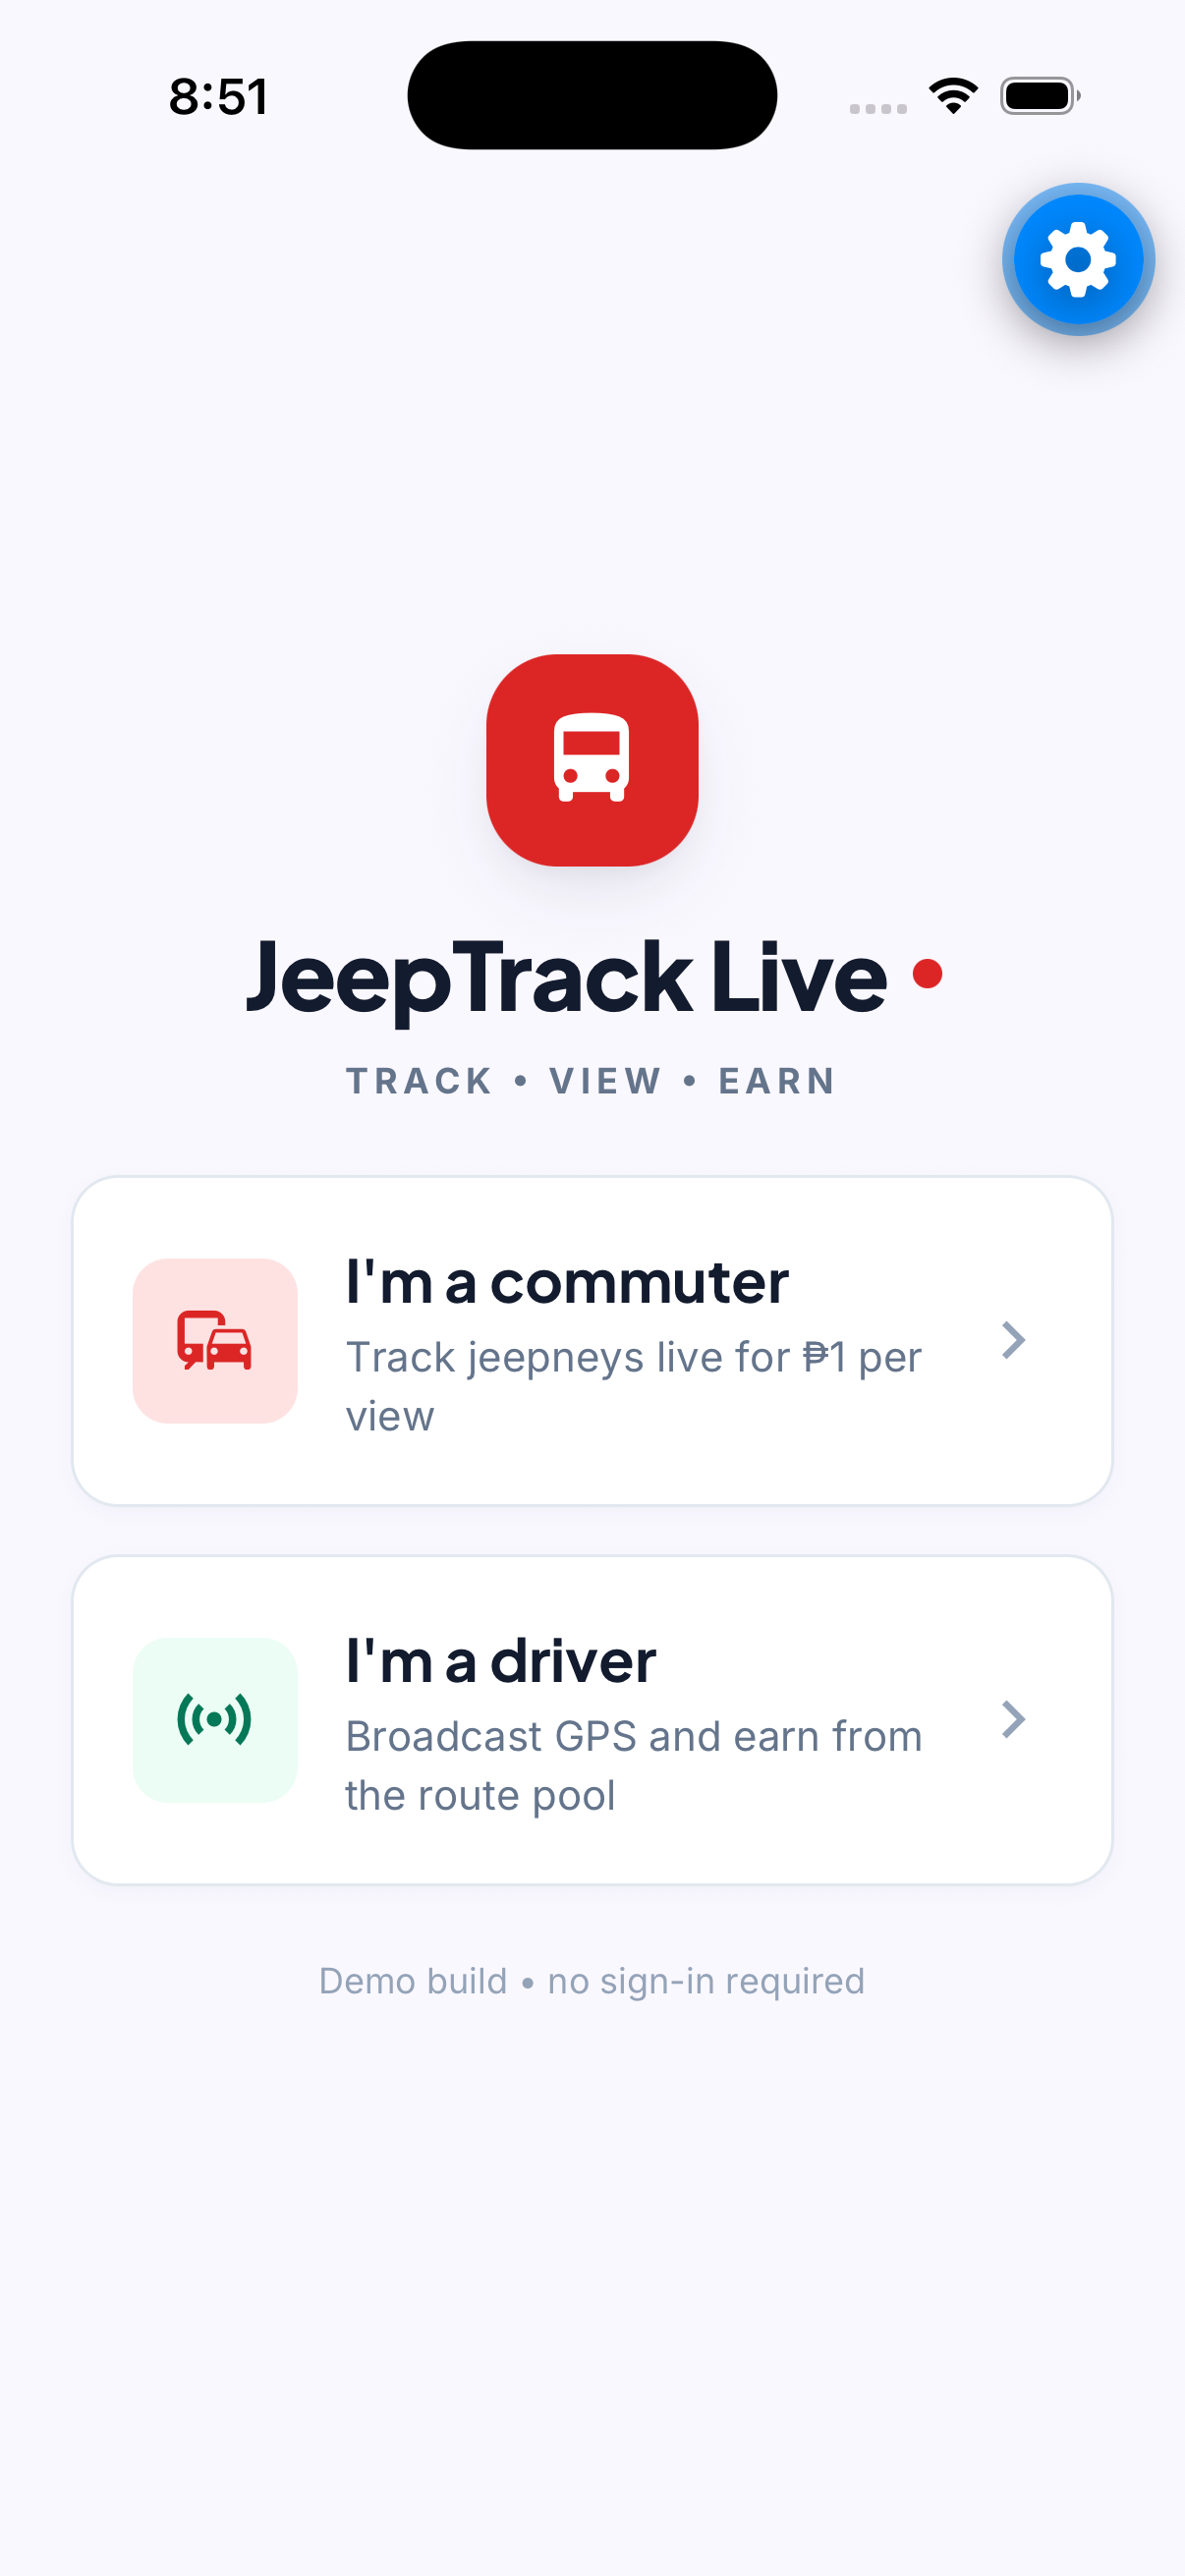 8:51
JeepTrack Live
TRACK • VIEW • EARN
I'm a commuter
Track jeepneys live for ₱1 per
view
I'm a driver
Broadcast GPS and earn from
the route pool
Demo build • no sign-in required